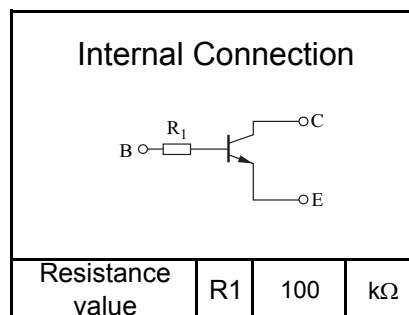 Internal Connection
C
R1
B
E
Resistance value R1 100 kΩ